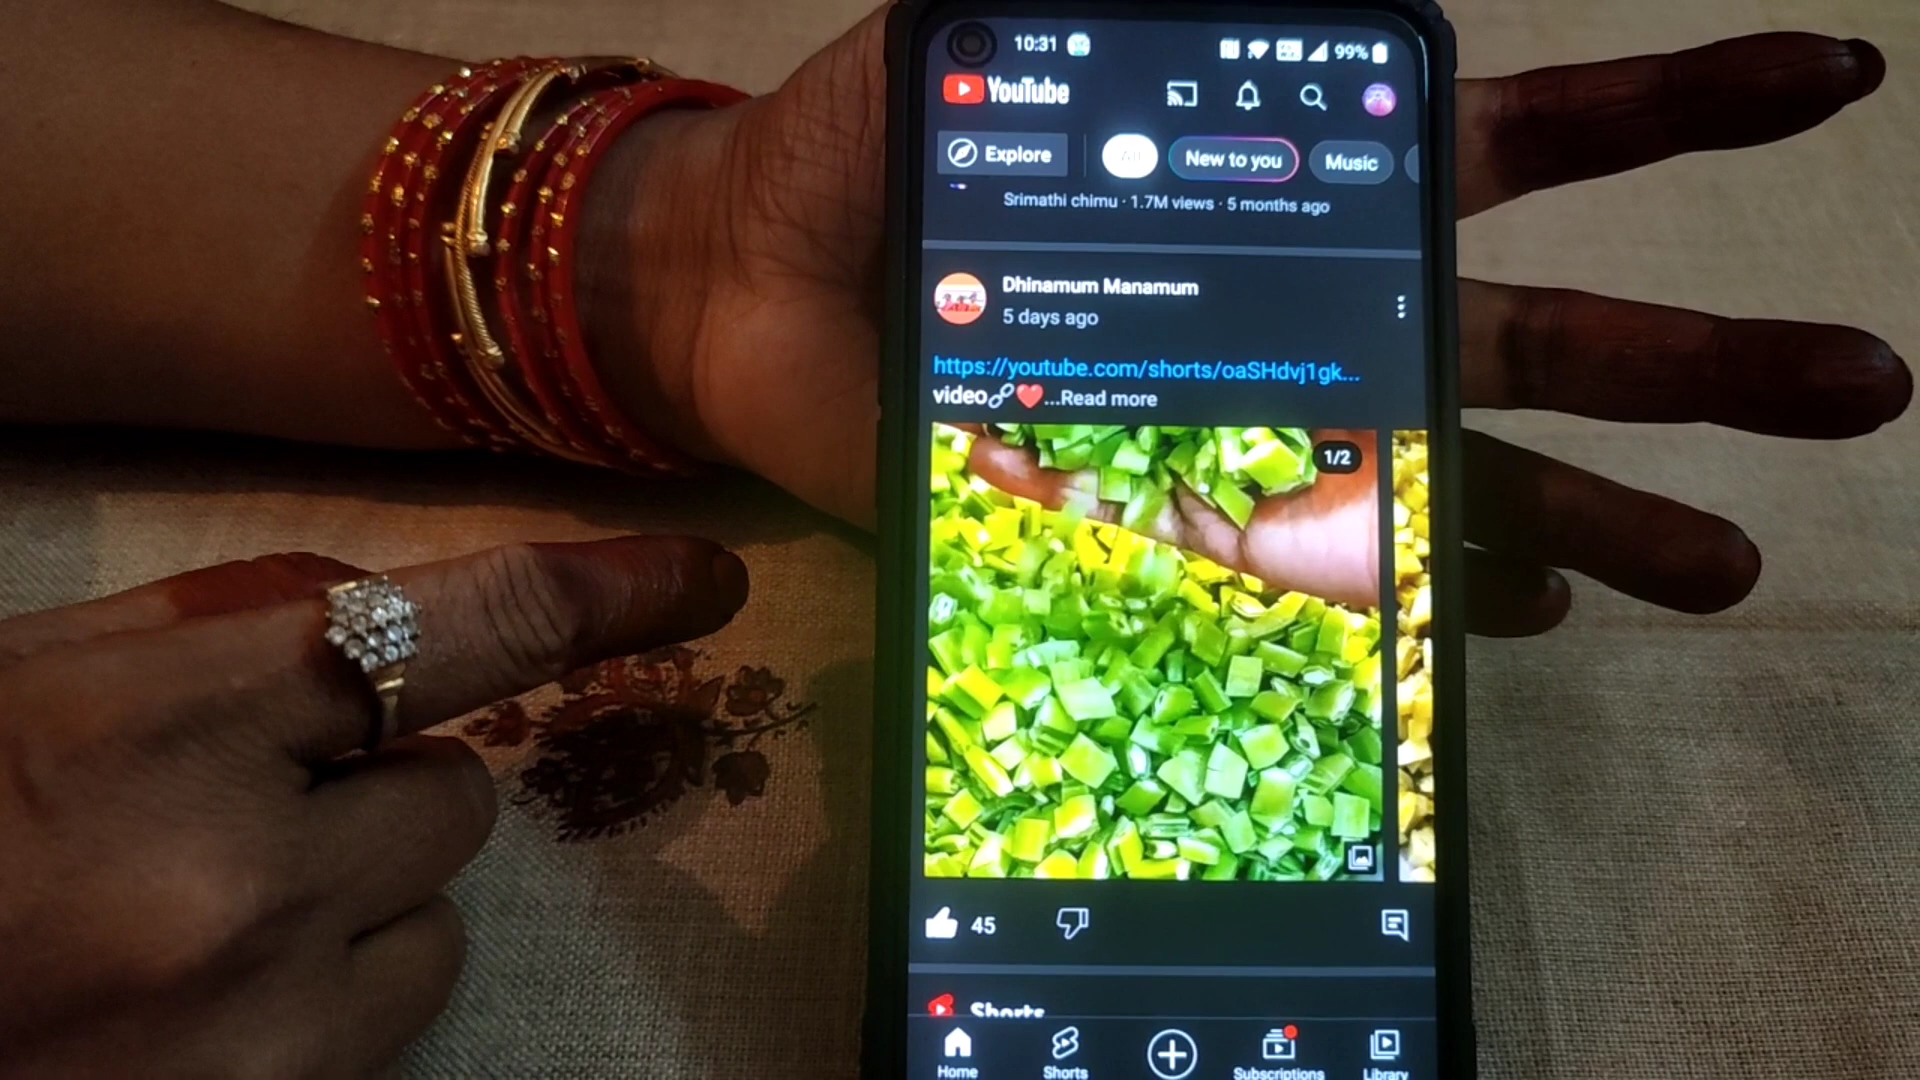 10:31 99%
YouTube
Explore All New to you Music
Srimathi chimu · 1.7M views · 5 months ago
Dhinamum Manamum
5 days ago
https://youtube.com/shorts/oaSHdvj1gk...
video🔗❤️...Read more
1/2
45
Shorts
Home Shorts Subscriptions Library